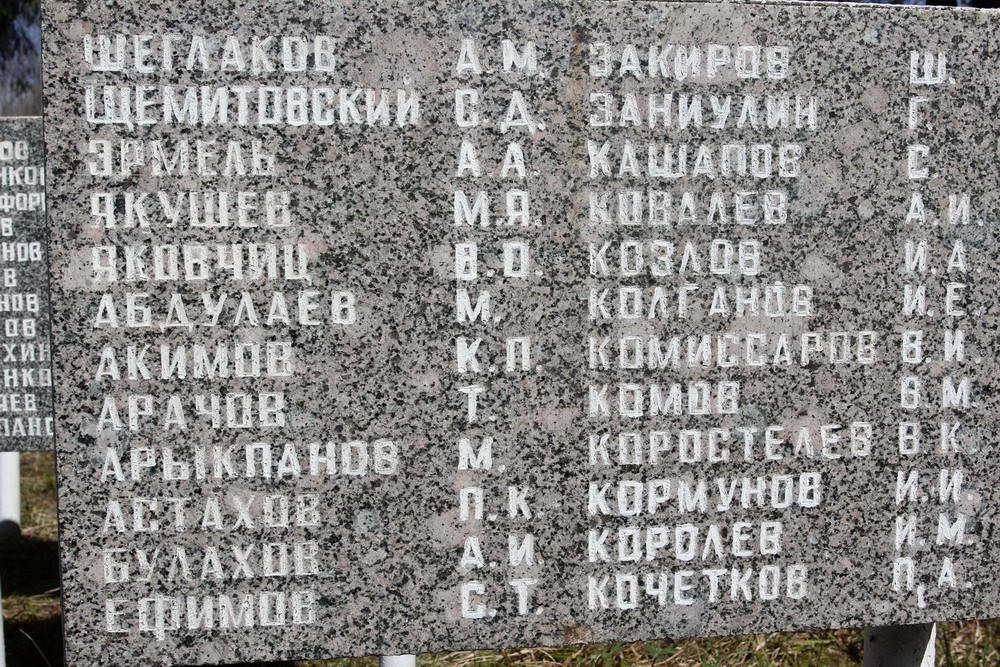 ЩЕГЛАКОВ А.М.
ЩЕМИТОВСКИЙ С.Д.
ЭРМЕЛЬ А.А.
ЯКУШЕВ М.Я.
ЯКОВЧИЦ В.О.
АБДУЛАЕВ М.
АКИМОВ К.П.
АРАЧОВ Т.
АРЫКПАНОВ М.
АСТАХОВ П.К.
БУЛАХОВ А.И.
ЕФИМОВ С.Т.
ЗАКИРОВ Ш.
ЗАНИУЛИН Г.
КАШАПОВ С.
КОВАЛЕВ А.И.
КОЗЛОВ И.А.
КОЛГАНОВ И.Е.
КОМИССАРОВ В.И.
КОМОВ В М.
КОРОСТЕЛЕВ В К.
КОРМУНОВ И.И.
КОРОЛЕВ И.М.
КОЧЕТКОВ П.А.